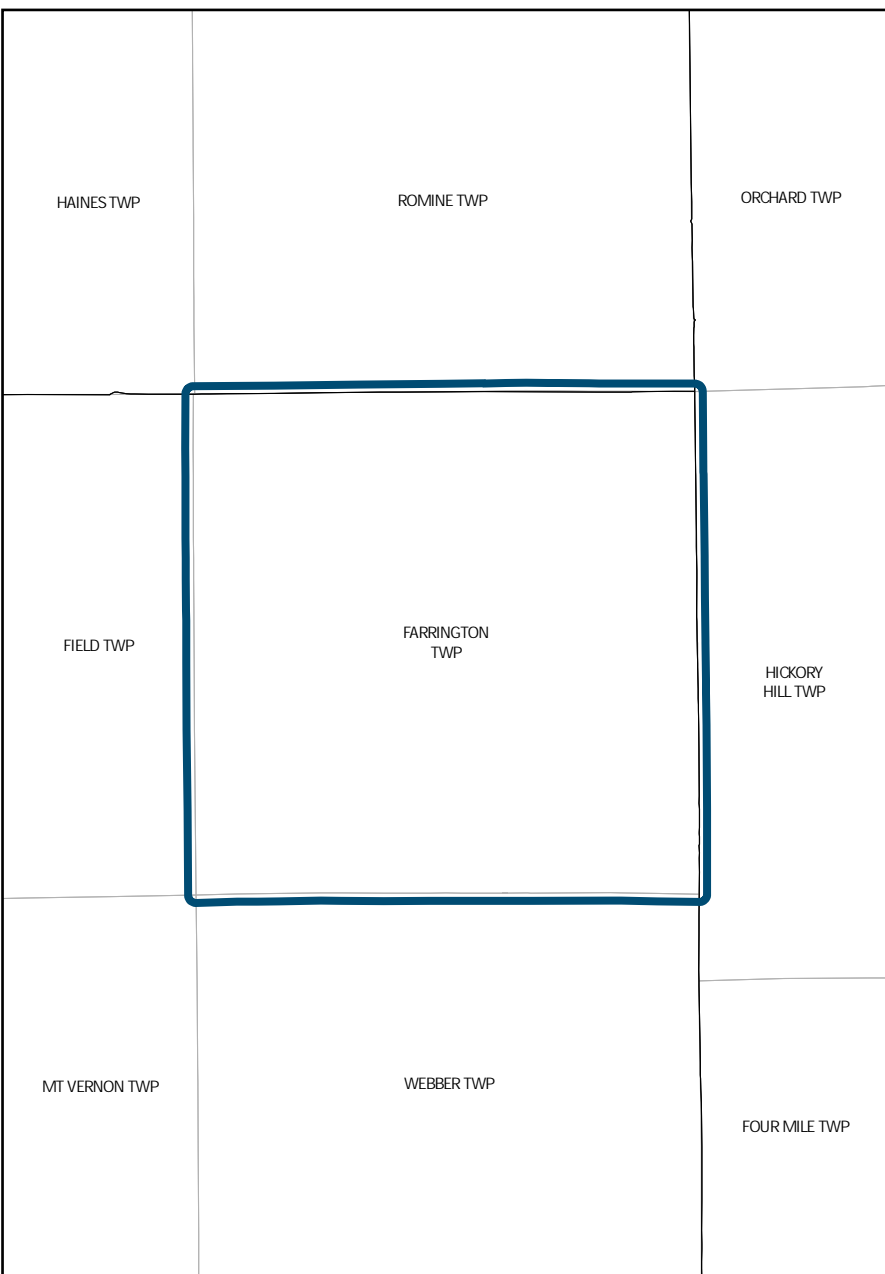 HAINES TWP
ROMINE TWP
ORCHARD TWP
FIELD TWP
FARRINGTON
TWP
HICKORY
HILL TWP
MT VERNON TWP
WEBBER TWP
FOUR MILE TWP